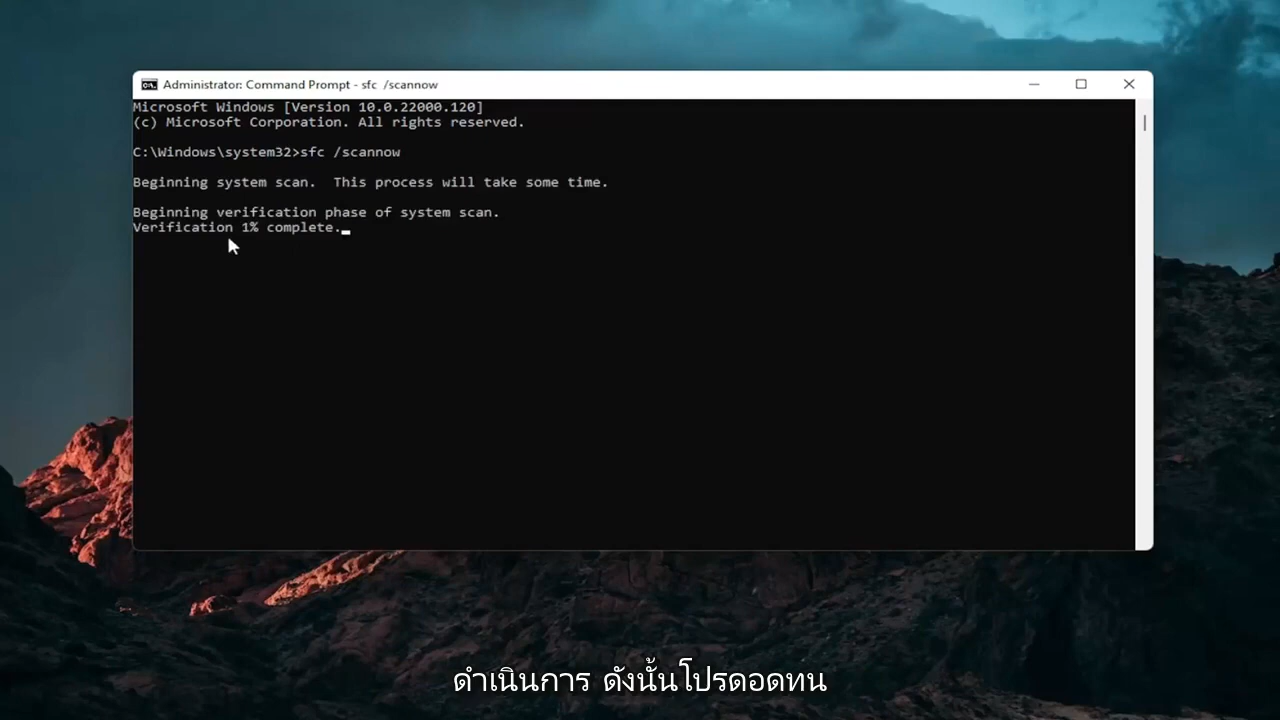 Administrator: Command Prompt - sfc  /scannow
Microsoft Windows [Version 10.0.22000.120]
(c) Microsoft Corporation. All rights reserved.
C:\Windows\system32>sfc /scannow
Beginning system scan.  This process will take some time.
Beginning verification phase of system scan.
Verification 1% complete.
ดำเนินการ ดังนั้นโปรดอดทน